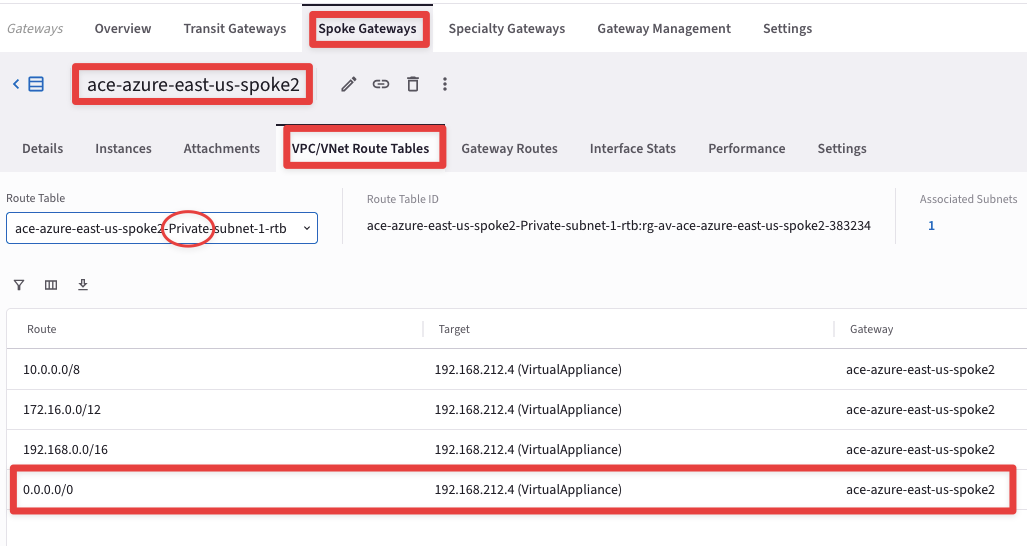 Gateways Overview Transit Gateways Spoke Gateways Specialty Gateways Gateway Management Settings
ace-azure-east-us-spoke2
Details Instances Attachments VPC/VNet Route Tables Gateway Routes Interface Stats Performance Settings
Route Table Route Table ID Associated Subnets
ace-azure-east-us-spoke2-Private-subnet-1-rtb ace-azure-east-us-spoke2-Private-subnet-1-rtb:rg-av-ace-azure-east-us-spoke2-383234 1
Route Target Gateway
10.0.0.0/8 192.168.212.4 (VirtualAppliance) ace-azure-east-us-spoke2
172.16.0.0/12 192.168.212.4 (VirtualAppliance) ace-azure-east-us-spoke2
192.168.0.0/16 192.168.212.4 (VirtualAppliance) ace-azure-east-us-spoke2
0.0.0.0/0 192.168.212.4 (VirtualAppliance) ace-azure-east-us-spoke2